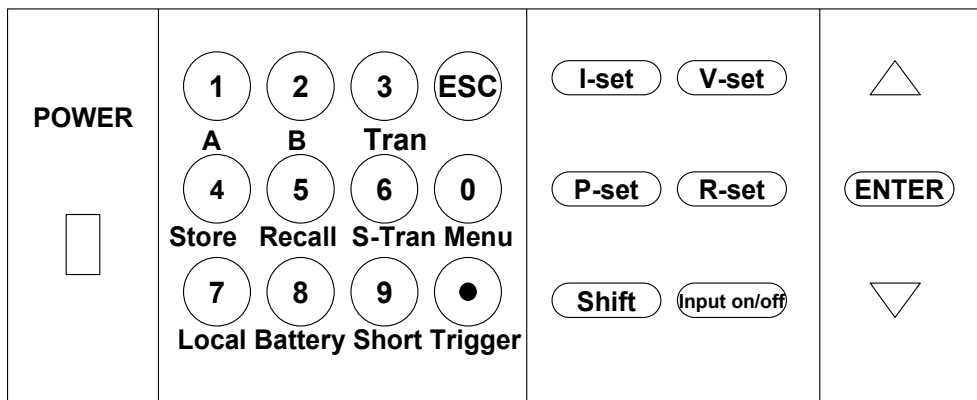 POWER
1 2 3 ESC
A B Tran
4 5 6 0
Store Recall S-Tran Menu
7 8 9
Local Battery Short Trigger
I-set V-set
P-set R-set
Shift Input on/off
ENTER